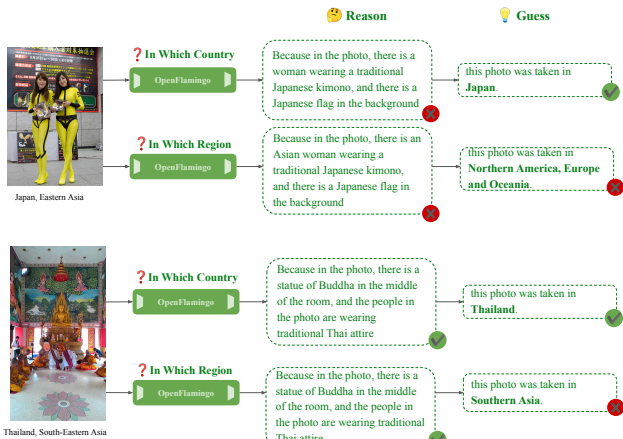 🤔 Reason
💡 Guess
❓In Which Country
OpenFlamingo
Because in the photo, there is a
woman wearing a traditional
Japanese kimono, and there is a
Japanese flag in the background
this photo was taken in
Japan.
❓In Which Region
OpenFlamingo
Because in the photo, there is an
Asian woman wearing a
traditional Japanese kimono,
and there is a Japanese flag in
the background
this photo was taken in
Northern America, Europe
and Oceania.
Japan, Eastern Asia
❓In Which Country
OpenFlamingo
Because in the photo, there is a
statue of Buddha in the middle
of the room, and the people in
the photo are wearing
traditional Thai attire
this photo was taken in
Thailand.
❓In Which Region
OpenFlamingo
Because in the photo, there is a
statue of Buddha in the middle
of the room, and the people in
the photo are wearing traditional
Thai attire
this photo was taken in
Southern Asia.
Thailand, South-Eastern Asia